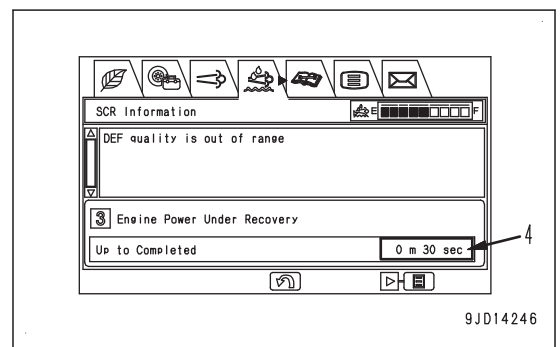 SCR Information E F
DEF quality is out of range
3 Engine Power Under Recovery
Up to Completed 0 m 30 sec
4
9JD14246